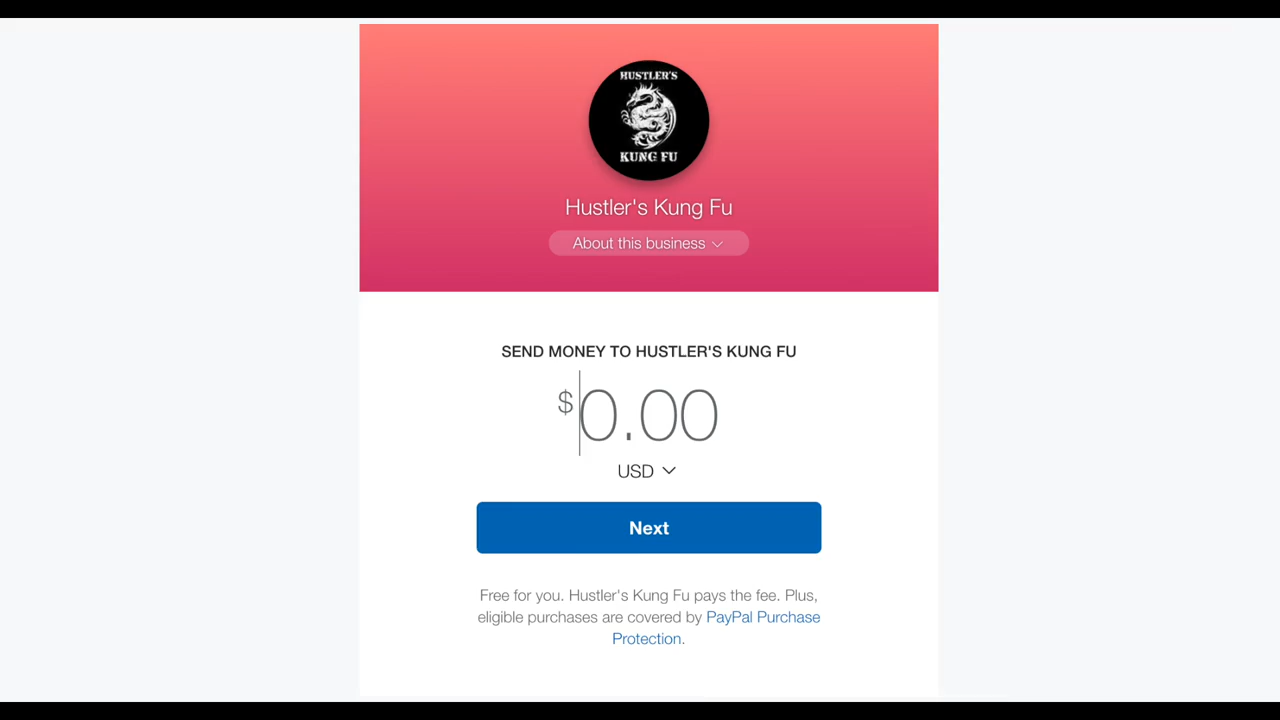 HUSTLER'S
KUNG FU
Hustler's Kung Fu
About this business
SEND MONEY TO HUSTLER'S KUNG FU
$0.00
USD
Next
Free for you. Hustler's Kung Fu pays the fee. Plus,
eligible purchases are covered by PayPal Purchase
Protection.